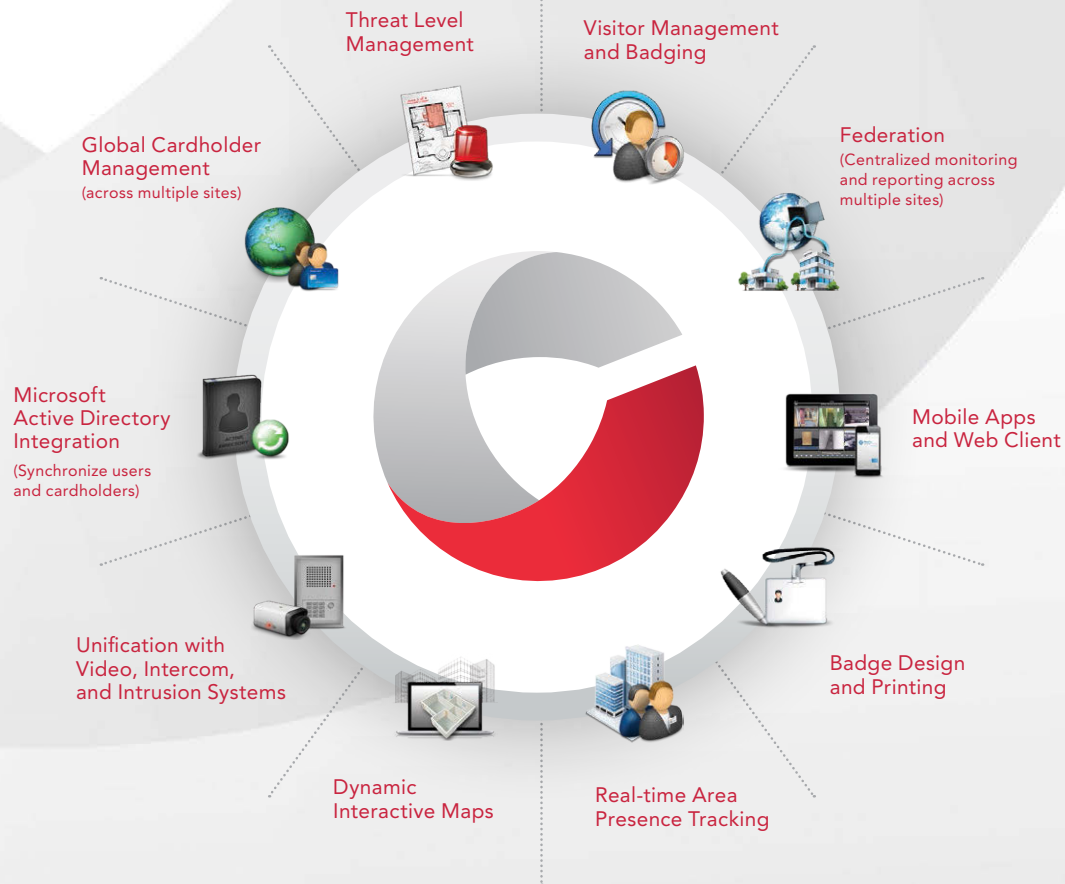 Threat Level
Management
Visitor Management
and Badging
Global Cardholder
Management
(across multiple sites)
Federation
(Centralized monitoring
and reporting across
multiple sites)
Microsoft
Active Directory
Integration
(Synchronize users
and cardholders)
ACTIVE
DIRECTORY
Mobile Apps
and Web Client
Unification with
Video, Intercom,
and Intrusion Systems
Badge Design
and Printing
Dynamic
Interactive Maps
Real-time Area
Presence Tracking